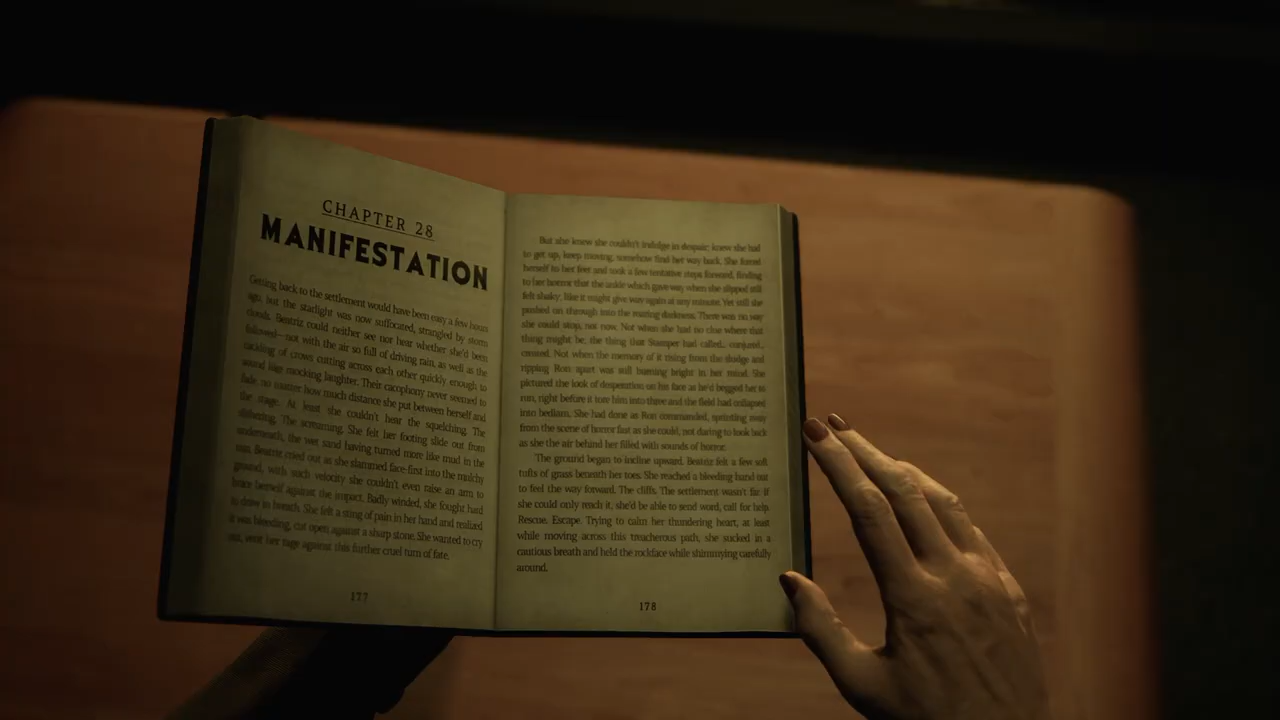 CHAPTER 28
MANIFESTATION
Getting back to the settlement would have been easy a few hours
ago, but the starlight was now suffocated, strangled by storm
clouds. Beatriz could neither see nor hear whether she'd been
followed—not with the air so full of driving rain, as well as the
cackling of crows cutting across each other quickly enough to
sound like mocking laughter. Their cacophony never seemed to
fade no matter how much distance she put between herself and
the stage. At least she couldn't hear the squelching. The
slithering. The screaming. She felt her footing slide out from
underneath, the wet sand having turned more like mud in the
rain. Beatriz cried out as she slammed face-first into the mulchy
ground, with such velocity she couldn't even raise an arm to
brace herself against the impact. Badly winded, she fought hard
to draw in breath. She felt a sting of pain in her hand and realized
it was bleeding, cut open against a sharp stone. She wanted to cry
out, vent her rage against this further cruel turn of fate.
177
But she knew she couldn't indulge in despair; knew she had
to get up, keep moving, somehow find her way back. She forced
herself to her feet and took a few tentative steps forward, finding
to her horror that the ankle which gave way when she slipped still
felt shaky, like it might give way again at any minute. Yet still she
pushed on through into the mazing darkness. There was no way
she could stop, not now. Not when she had no clue where that
thing might be; the thing that Stamper had called... conjured...
created. Not when the memory of it rising from the sludge and
ripping Ron apart was still burning bright in her mind. She
pictured the look of desperation on his face as he'd begged her to
run, right before it tore him into three and the field had collapsed
into bedlam. She had done as Ron commanded, sprinting away
from the scene of horror fast as she could, not daring to look back
as she the air behind her filled with sounds of horror.
The ground began to incline upward. Beatriz felt a few soft
tufts of grass beneath her toes. She reached a bleeding hand out
to feel the way forward. The cliffs. The settlement wasn't far. If
she could only reach it, she'd be able to send word, call for help.
Rescue. Escape. Trying to calm her thundering heart, at least
while moving across this treacherous path, she sucked in a
cautious breath and held the rockface while shimmying carefully
around.
178